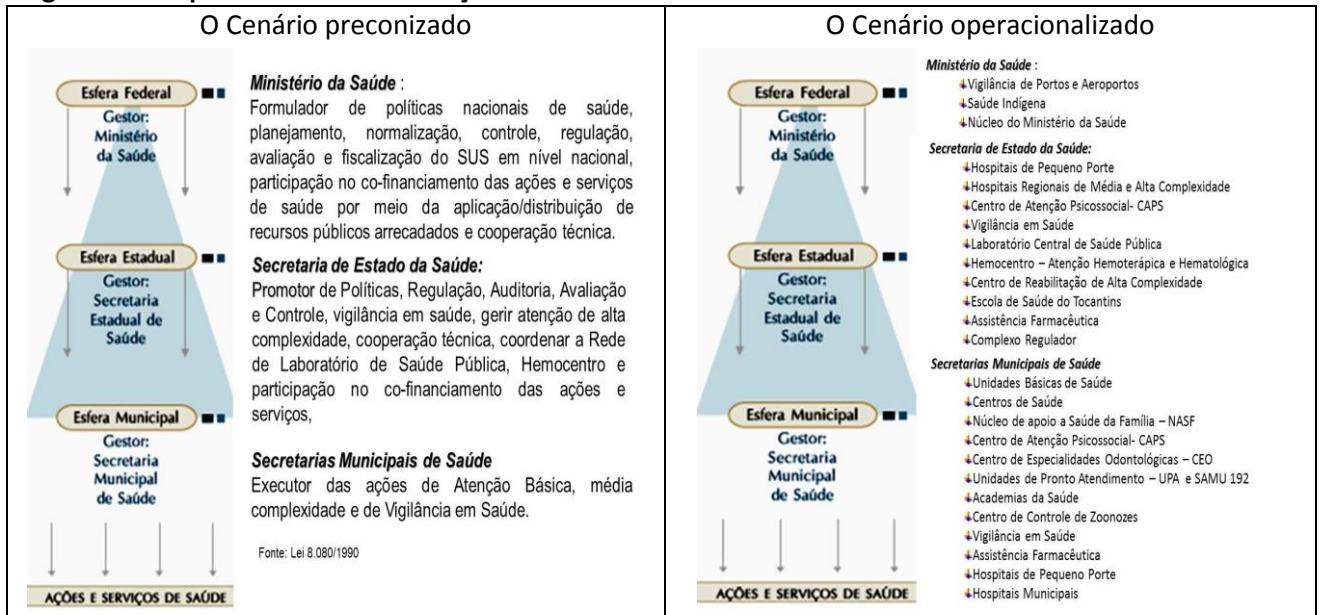 O Cenário preconizado
Esfera Federal
Gestor:
Ministério
da Saúde
Esfera Estadual
Gestor:
Secretaria
Estadual de
Saúde
Esfera Municipal
Gestor:
Secretaria
Municipal
de Saúde
AÇÕES E SERVIÇOS DE SAÚDE
Ministério da Saúde :
Formulador de políticas nacionais de saúde,
planejamento, normalização, controle, regulação,
avaliação e fiscalização do SUS em nível nacional,
participação no co-financiamento das ações e serviços
de saúde por meio da aplicação/distribuição de
recursos públicos arrecadados e cooperação técnica.
Secretaria de Estado da Saúde:
Promotor de Políticas, Regulação, Auditoria, Avaliação
e Controle, vigilância em saúde, gerir atenção de alta
complexidade, cooperação técnica, coordenar a Rede
de Laboratório de Saúde Pública, Hemocentro e
participação no co-financiamento das ações e
serviços,
Secretarias Municipais de Saúde
Executor das ações de Atenção Básica, média
complexidade e de Vigilância em Saúde.
Fonte: Lei 8.080/1990
O Cenário operacionalizado
Esfera Federal
Gestor:
Ministério
da Saúde
Esfera Estadual
Gestor:
Secretaria
Estadual de
Saúde
Esfera Municipal
Gestor:
Secretaria
Municipal
de Saúde
AÇÕES E SERVIÇOS DE SAÚDE
Ministério da Saúde :
Vigilância de Portos e Aeroportos
Saúde Indígena
Núcleo do Ministério da Saúde
Secretaria de Estado da Saúde:
Hospitais de Pequeno Porte
Hospitais Regionais de Média e Alta Complexidade
Centro de Atenção Psicossocial- CAPS
Vigilância em Saúde
Laboratório Central de Saúde Pública
Hemocentro – Atenção Hemoterápica e Hematológica
Centro de Reabilitação de Alta Complexidade
Escola de Saúde do Tocantins
Assistência Farmacêutica
Complexo Regulador
Secretarias Municipais de Saúde
Unidades Básicas de Saúde
Centros de Saúde
Núcleo de apoio a Saúde da Família – NASF
Centro de Atenção Psicossocial- CAPS
Centro de Especialidades Odontológicas – CEO
Unidades de Pronto Atendimento – UPA e SAMU 192
Academias da Saúde
Centro de Controle de Zoonozes
Vigilância em Saúde
Assistência Farmacêutica
Hospitais de Pequeno Porte
Hospitais Municipais